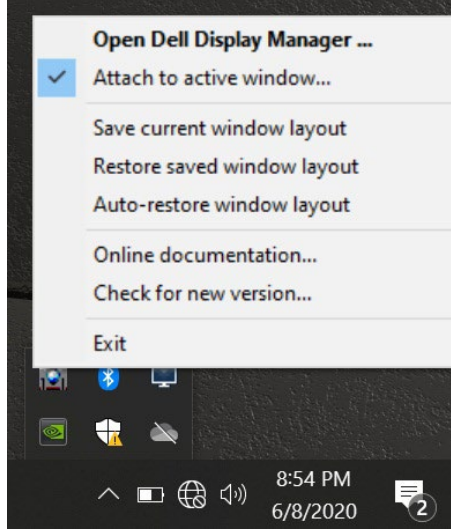 Open Dell Display Manager ...
Attach to active window...
Save current window layout
Restore saved window layout
Auto-restore window layout
Online documentation...
Check for new version...
Exit
8:54 PM
6/8/2020
2